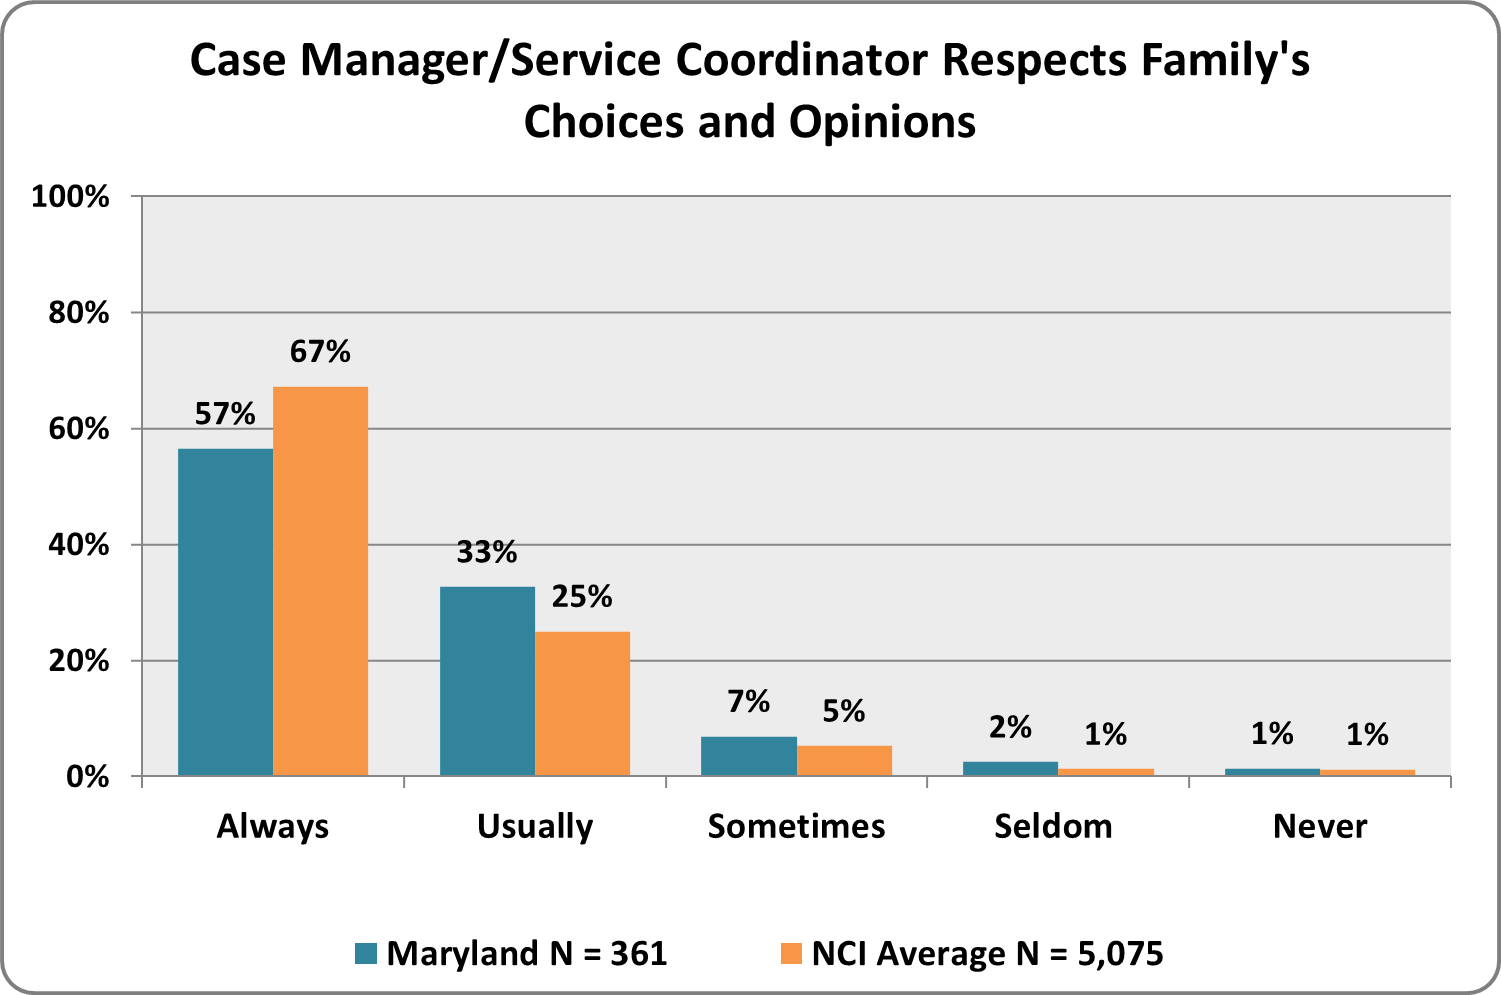 Case Manager/Service Coordinator Respects Family's
Choices and Opinions
100%
80%
60%
40%
20%
0%
57%
67%
33%
25%
7%
5%
2%
1%
1%
1%
Always
Usually
Sometimes
Seldom
Never
Maryland N = 361
NCI Average N = 5,075